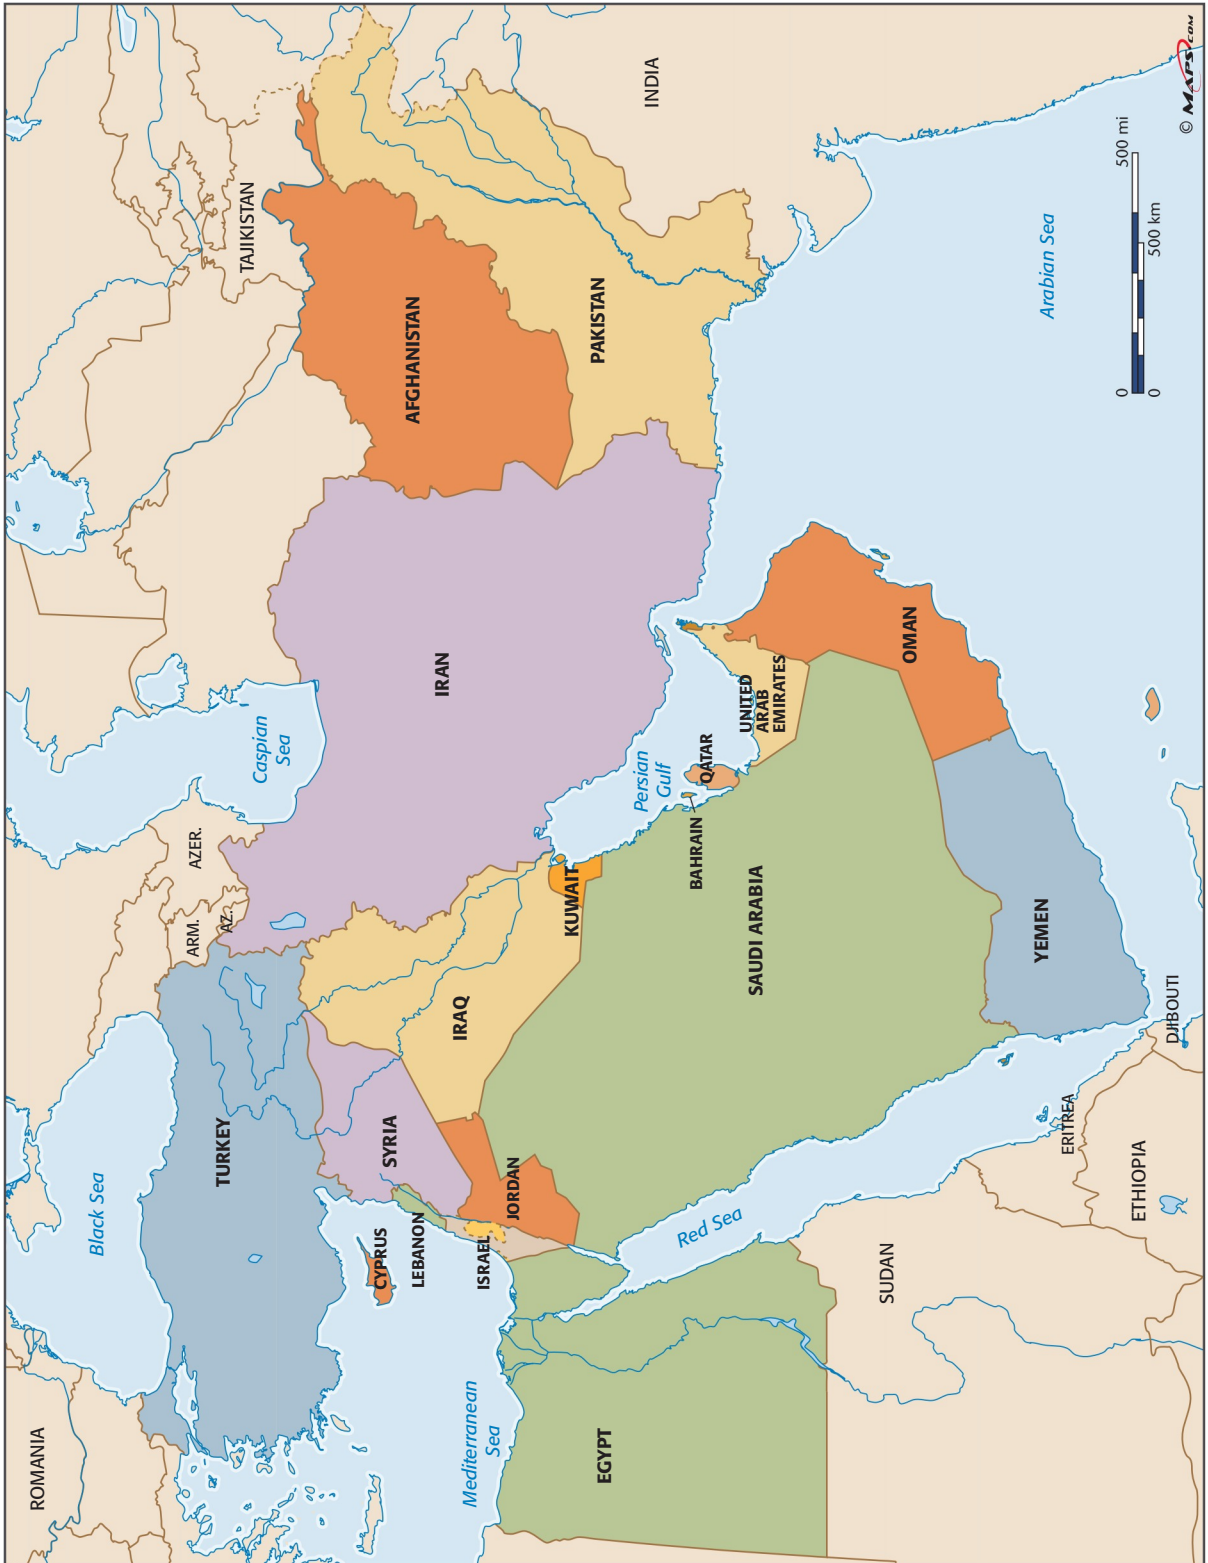 ROMANIA
Black Sea
TURKEY
ARM.
AZER.
AZ.
Caspian
Sea
TAJIKISTAN
CYPRUS
LEBANON
SYRIA
ISRAEL
JORDAN
IRAQ
KUWAIT
IRAN
AFGHANISTAN
PAKISTAN
INDIA
Mediterranean
Sea
EGYPT
Red Sea
SAUDI ARABIA
BAHRAIN
QATAR
Persian
Gulf
UNITED
ARAB
EMIRATES
OMAN
YEMEN
SUDAN
ERITREA
ETHIOPIA
DJIBOUTI
Arabian Sea
0 500 mi
0 500 km
© MAPS.COM